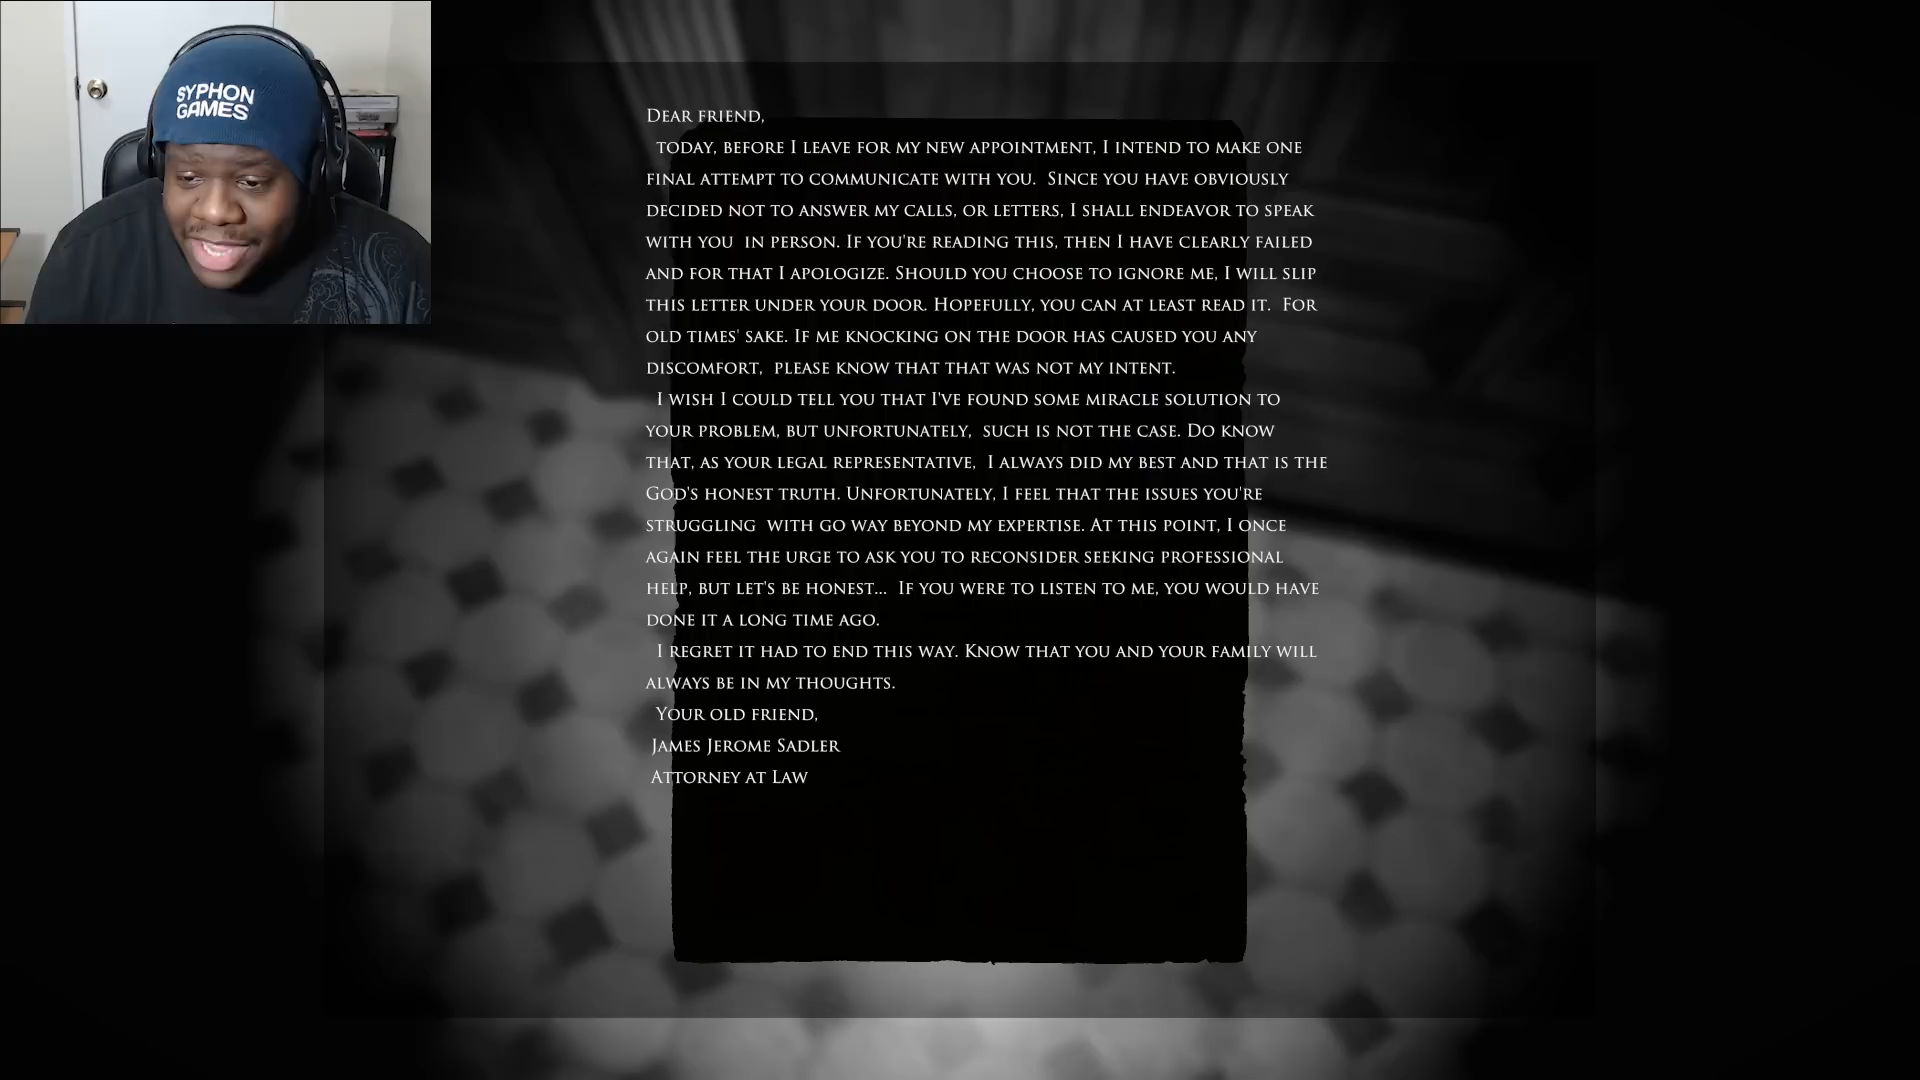 SYPHON
GAMES
Dear friend,
today, before I leave for my new appointment, I intend to make one
final attempt to communicate with you. Since you have obviously
decided not to answer my calls, or letters, I shall endeavor to speak
with you in person. If you're reading this, then I have clearly failed
and for that I apologize. Should you choose to ignore me, I will slip
this letter under your door. Hopefully, you can at least read it. For
old times' sake. If me knocking on the door has caused you any
discomfort, please know that that was not my intent.
I wish I could tell you that I've found some miracle solution to
your problem, but unfortunately, such is not the case. Do know
that, as your legal representative, I always did my best and that is the
God's honest truth. Unfortunately, I feel that the issues you're
struggling with go way beyond my expertise. At this point, I once
again feel the urge to ask you to reconsider seeking professional
help, but let's be honest... If you were to listen to me, you would have
done it a long time ago.
I regret it had to end this way. Know that you and your family will
always be in my thoughts.
Your old friend,
James Jerome Sadler
Attorney at Law